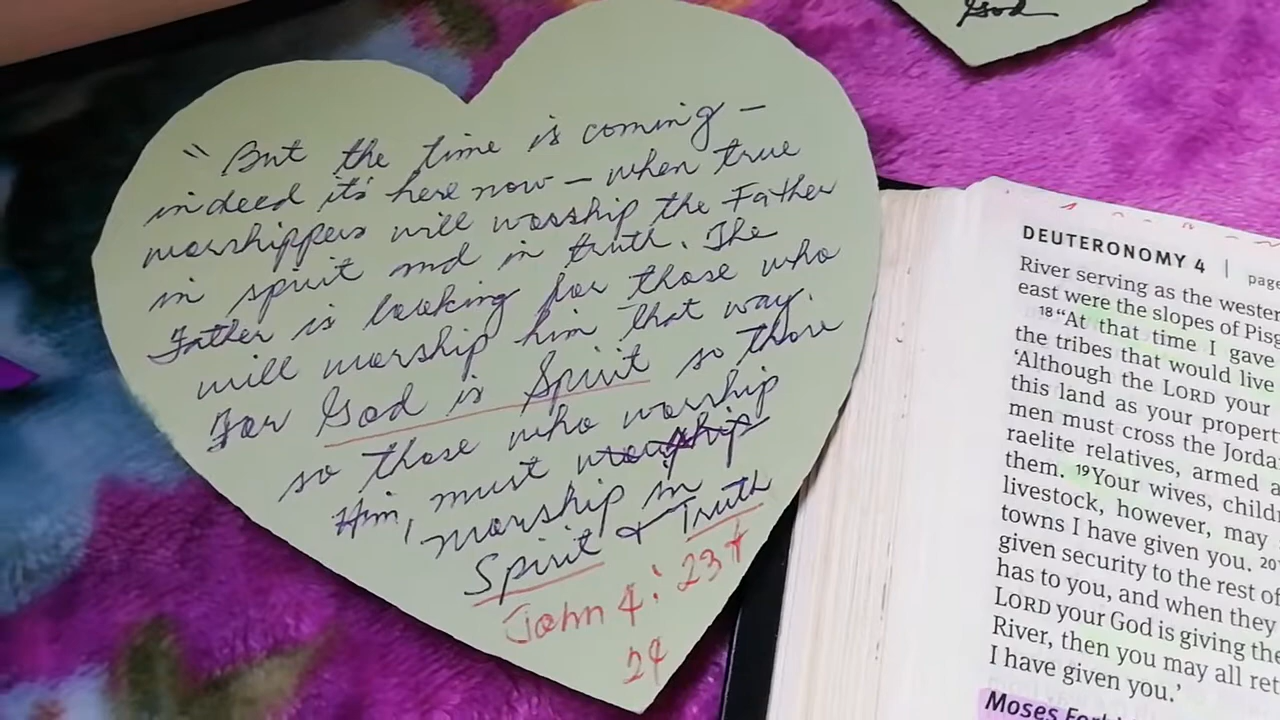 God
"But the time is coming –
indeed it's here now – when true
worshippers will worship the Father
in spirit and in truth. The
Father is looking for those who
will worship him that way.
For God is Spirit so those
so those who worship
Him, must worship
worship in
Spirit & Truth
John 4: 23+
24
DEUTERONOMY 4 | page
River serving as the wester
east were the slopes of Pisg
18 "At that time I gave
the tribes that would live
'Although the LORD your
this land as your propert
men must cross the Jorda
raelite relatives, armed a
them. 19 Your wives, childr
livestock, however, may
towns I have given you. 20
given security to the rest of
has to you, and when they
LORD your God is giving the
River, then you may all ret
I have given you.'
Moses For